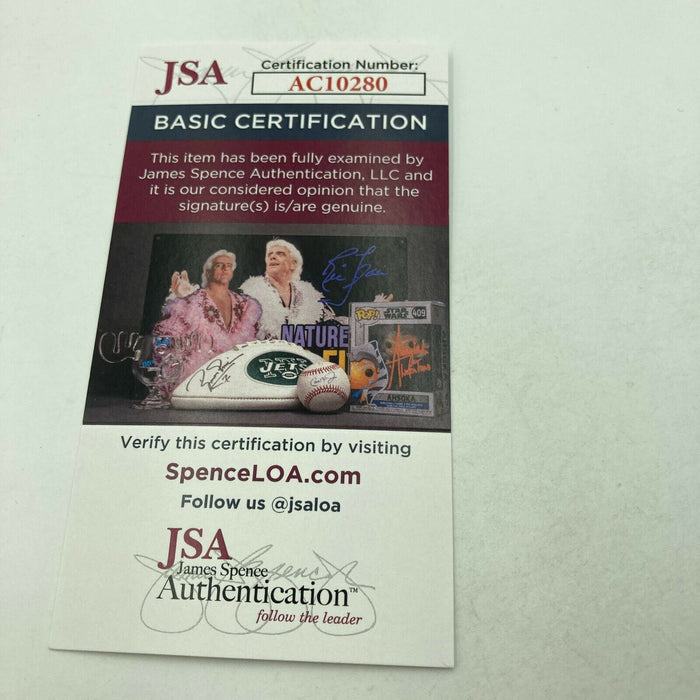 JSA
Certification Number:
AC10280
BASIC CERTIFICATION
This item has been fully examined by
James Spence Authentication, LLC and
it is our considered opinion that the
signature(s) is/are genuine.
NATURE
POP! STAR WARS 409
JETS
AHSOKA
Verify this certification by visiting
SpenceLOA.com
Follow us @jsaloa
JSA
James Spence
Authentication™
follow the leader